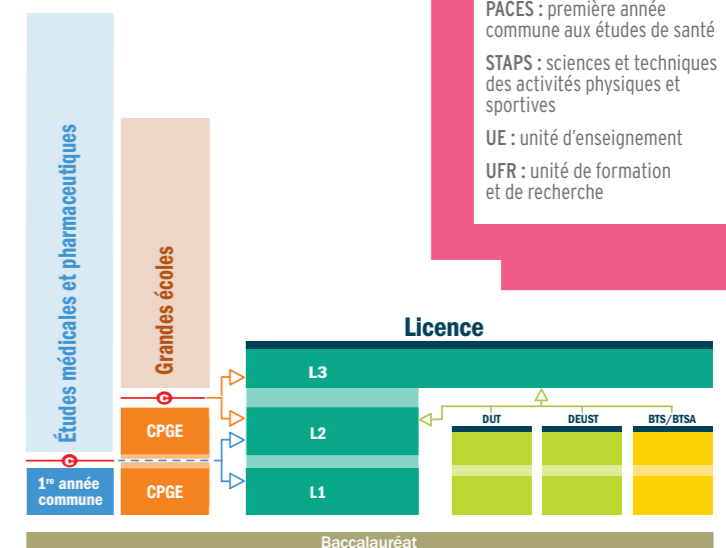 PACES : première année
commune aux études de santé
STAPS : sciences et techniques
des activités physiques et
sportives
UE : unité d'enseignement
UFR : unité de formation
et de recherche
Études médicales et pharmaceutiques
Grandes écoles
Licence
L3
C
CPGE
L2
DUT
DEUST
BTS/BTSA
C
1re année
commune
CPGE
L1
Baccalauréat